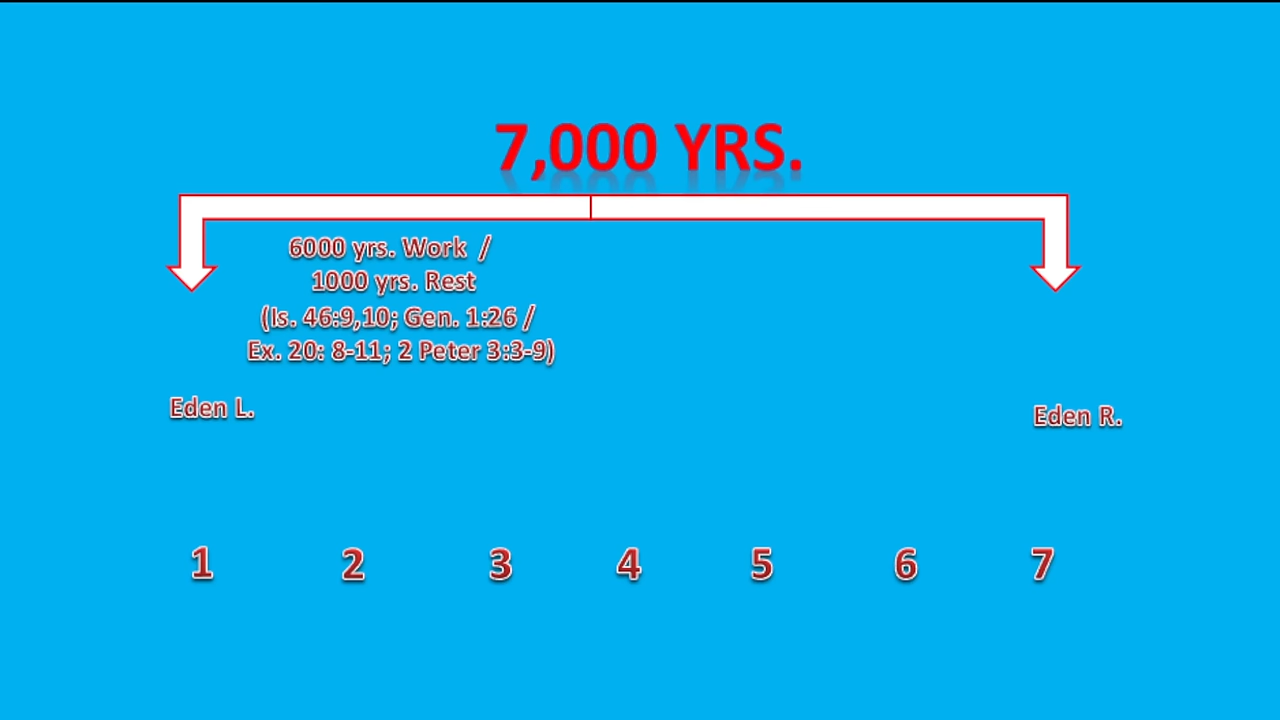 7,000 YRS.
6000 yrs. Work /
1000 yrs. Rest
(Is. 46:9,10; Gen. 1:26 /
Ex. 20: 8-11; 2 Peter 3:3-9)
Eden L.
Eden R.
1 2 3 4 5 6 7